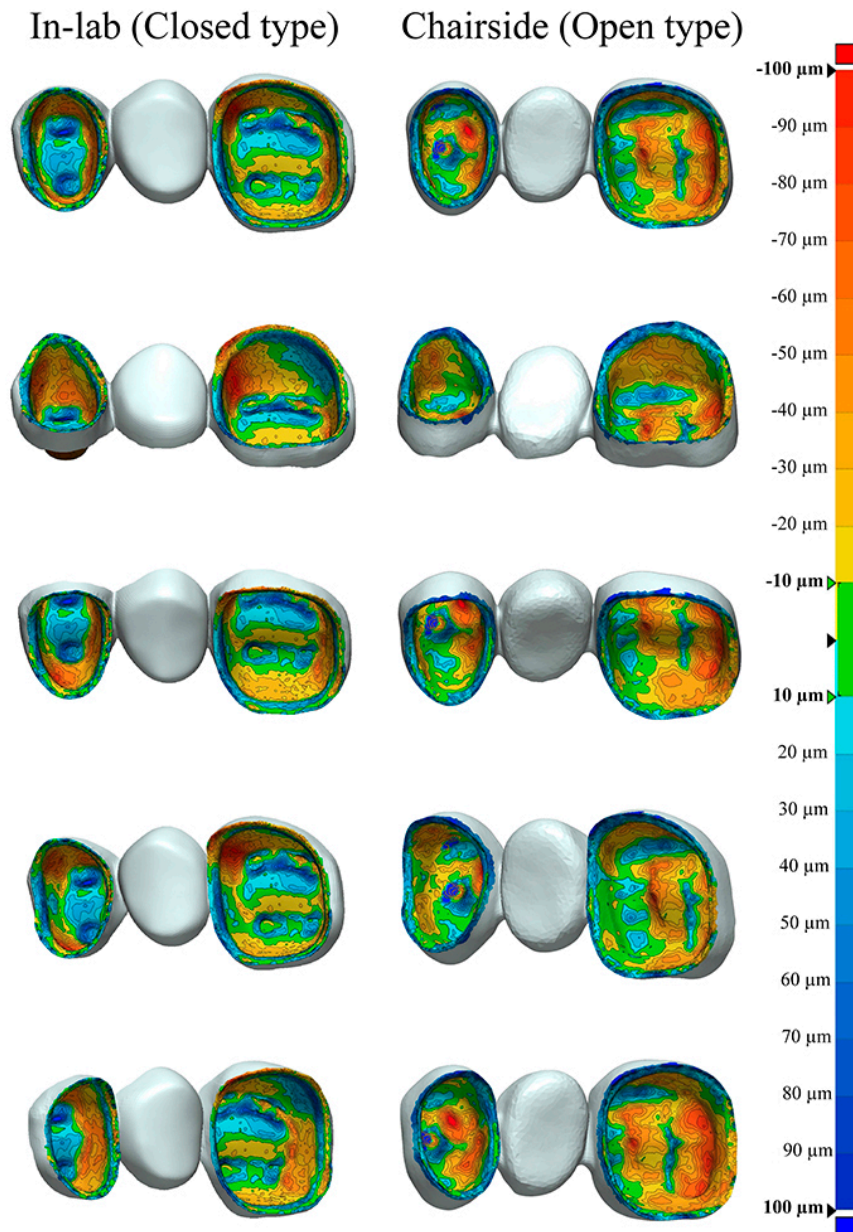 In-lab (Closed type)
Chairside (Open type)
-100 µm
-90 µm
-80 µm
-70 µm
-60 µm
-50 µm
-40 µm
-30 µm
-20 µm
-10 µm
10 µm
20 µm
30 µm
40 µm
50 µm
60 µm
70 µm
80 µm
90 µm
100 µm